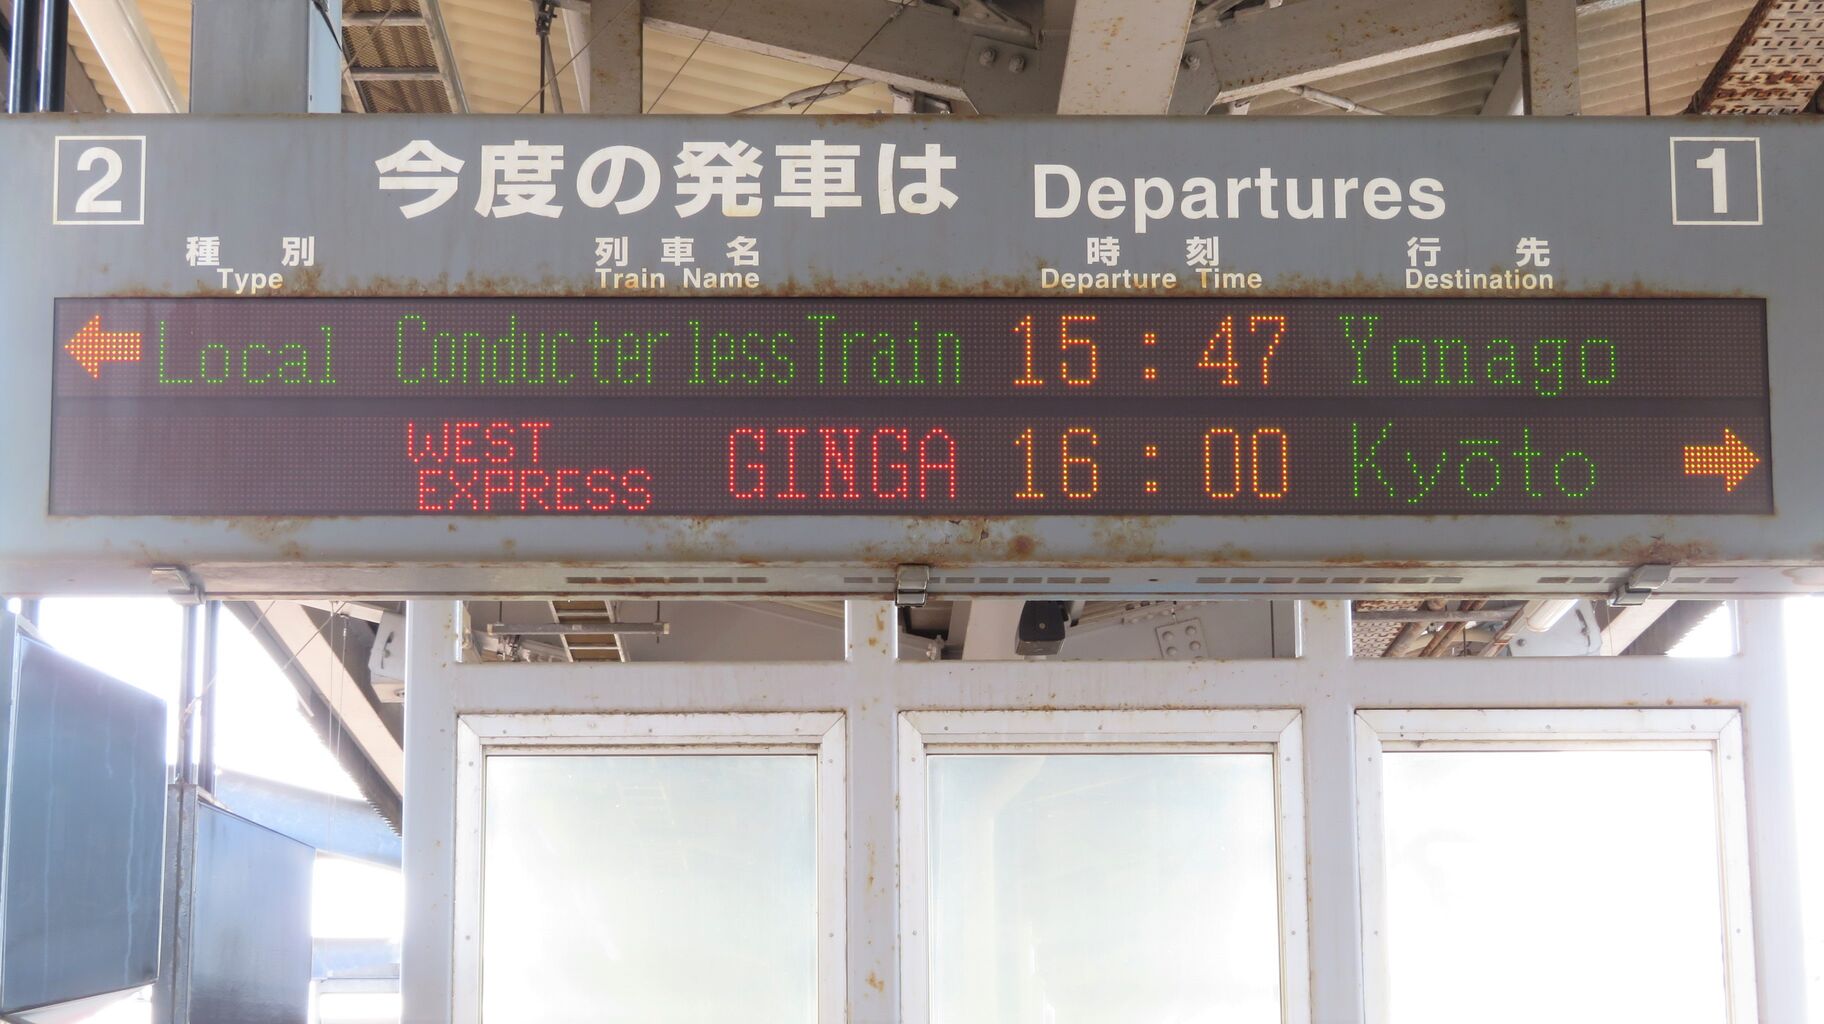 2 今度の発車は Departures 1
種別 列車名 時刻 行先
Type Train Name Departure Time Destination
← Local ConducterlessTrain 15:47 Yonago
WEST EXPRESS GINGA 16:00 Kyōto →